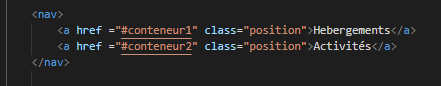 <nav>
<a href ="#conteneur1" class="position">Hebergements</a>
<a href ="#conteneur2" class="position">Activités</a>
</nav>